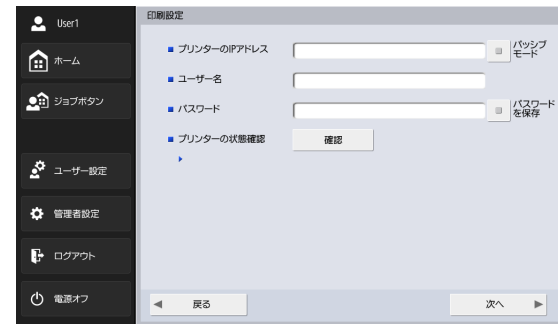 User1
ホーム
ジョブボタン
ユーザー設定
管理者設定
ログアウト
電源オフ
印刷設定
プリンターのIPアドレス
パッシブ
モード
ユーザー名
パスワード
パスワード
を保存
プリンターの状態確認
確認
戻る
次へ